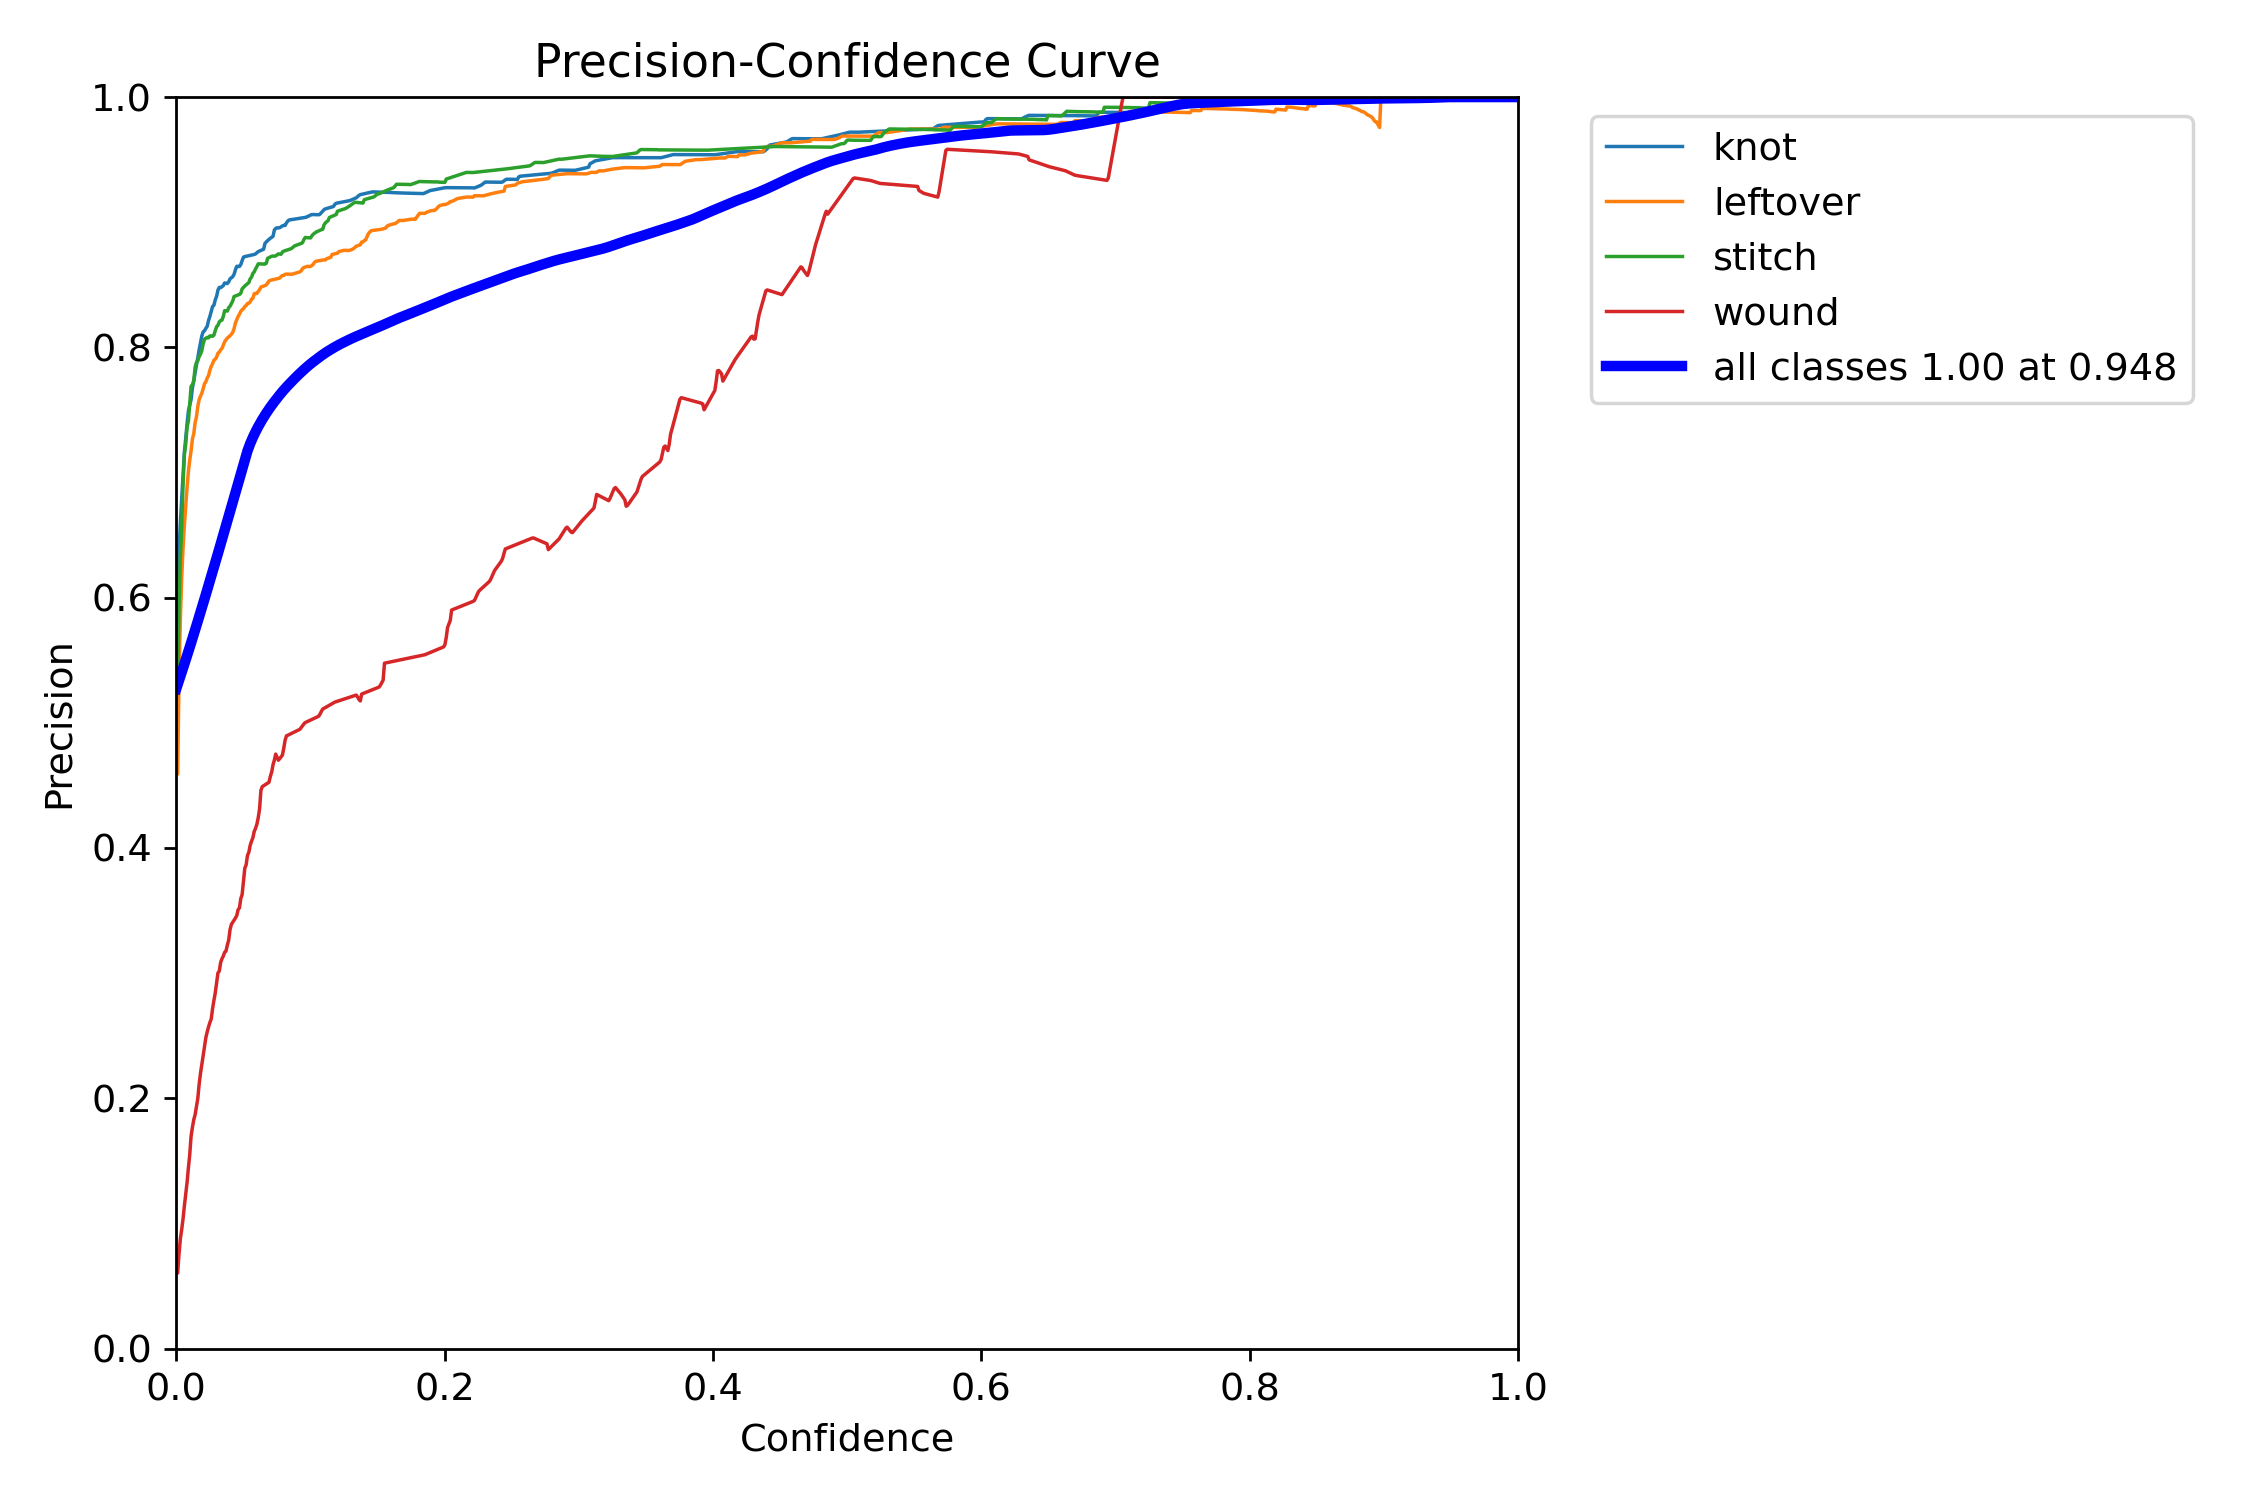 Precision-Confidence Curve
1.0
0.8
0.6
0.4
0.2
0.0
Precision
0.0 0.2 0.4 0.6 0.8 1.0
Confidence
knot
leftover
stitch
wound
all classes 1.00 at 0.948